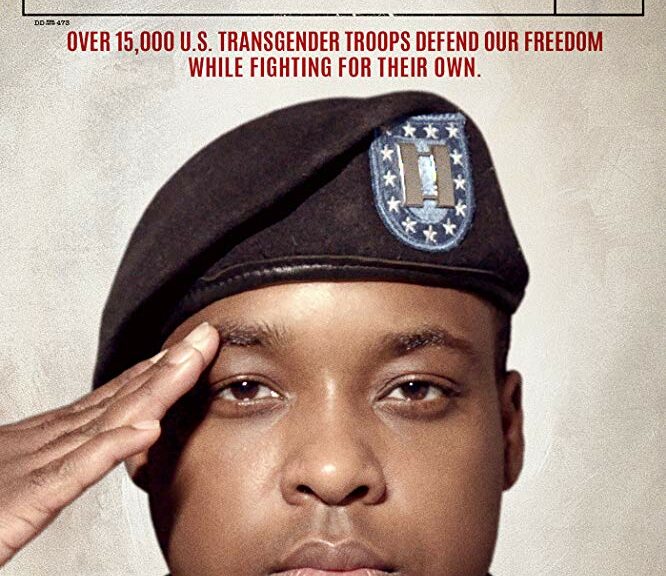 OVER 15,000 U.S. TRANSGENDER TROOPS DEFEND OUR FREEDOM
WHILE FIGHTING FOR THEIR OWN.